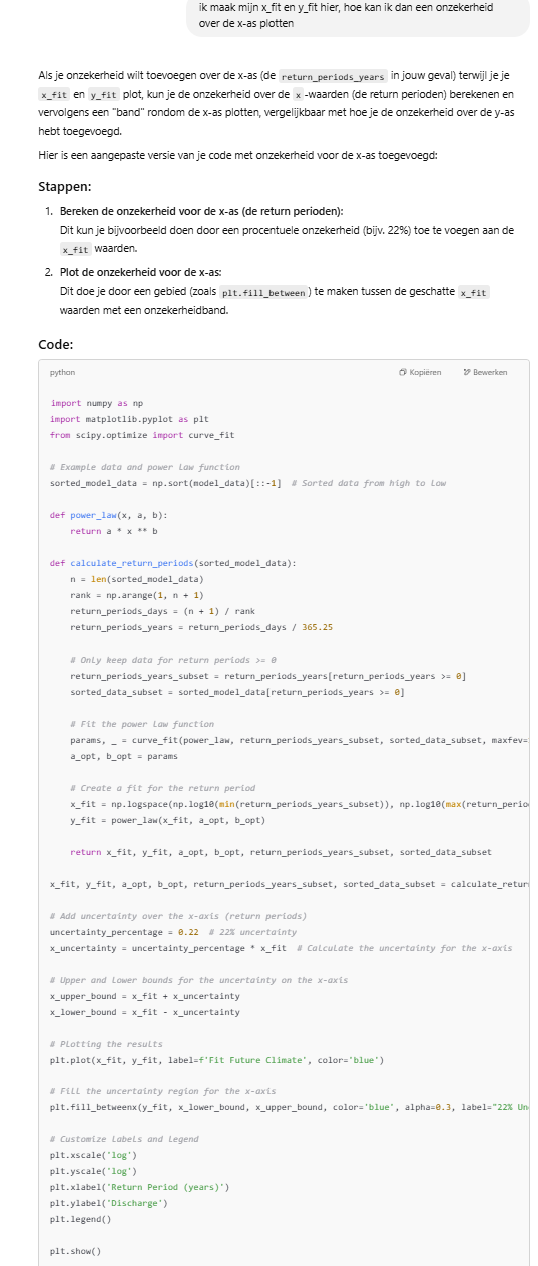 ik maak mijn x_fit en y_fit hier, hoe kan ik dan een onzekerheid
over de x-as plotten
Als je onzekerheid wilt toevoegen over de x-as (de return_periods_years in jouw geval) terwijl je je
x_fit en y_fit plot, kun je de onzekerheid over de x -waarden (de return perioden) berekenen en
vervolgens een "band" rondom de x-as plotten, vergelijkbaar met hoe je de onzekerheid over de y-as
hebt toegevoegd.
Hier is een aangepaste versie van je code met onzekerheid voor de x-as toegevoegd:
Stappen:
1. Bereken de onzekerheid voor de x-as (de return perioden):
Dit kun je bijvoorbeeld doen door een procentuele onzekerheid (bijv. 22%) toe te voegen aan de
x_fit waarden.
2. Plot de onzekerheid voor de x-as:
Dit doe je door een gebied (zoals plt.fill_between ) te maken tussen de geschatte x_fit
waarden met een onzekerheidband.
Code:
python Kopiëren Bewerken
import numpy as np
import matplotlib.pyplot as plt
from scipy.optimize import curve_fit
# Example data and power law function
sorted_model_data = np.sort(model_data)[::-1]  # Sorted data from high to low
def power_law(x, a, b):
    return a * x ** b
def calculate_return_periods(sorted_model_data):
    n = len(sorted_model_data)
    rank = np.arange(1, n + 1)
    return_periods_days = (n + 1) / rank
    return_periods_years = return_periods_days / 365.25
    # Only keep data for return periods >= 0
    return_periods_years_subset = return_periods_years[return_periods_years >= 0]
    sorted_data_subset = sorted_model_data[return_periods_years >= 0]
    # Fit the power law function
    params, _ = curve_fit(power_law, return_periods_years_subset, sorted_data_subset, maxfev=
    a_opt, b_opt = params
    # Create a fit for the return period
    x_fit = np.logspace(np.log10(min(return_periods_years_subset)), np.log10(max(return_perio
    y_fit = power_law(x_fit, a_opt, b_opt)
    return x_fit, y_fit, a_opt, b_opt, return_periods_years_subset, sorted_data_subset
x_fit, y_fit, a_opt, b_opt, return_periods_years_subset, sorted_data_subset = calculate_retur
# Add uncertainty over the x-axis (return periods)
uncertainty_percentage = 0.22  # 22% uncertainty
x_uncertainty = uncertainty_percentage * x_fit  # Calculate the uncertainty for the x-axis
# Upper and lower bounds for the uncertainty on the x-axis
x_upper_bound = x_fit + x_uncertainty
x_lower_bound = x_fit - x_uncertainty
# Plotting the results
plt.plot(x_fit, y_fit, label=f'Fit Future Climate', color='blue')
# Fill the uncertainty region for the x-axis
plt.fill_betweenx(y_fit, x_lower_bound, x_upper_bound, color='blue', alpha=0.3, label="22% Un
# Customize labels and legend
plt.xscale('log')
plt.yscale('log')
plt.xlabel('Return Period (years)')
plt.ylabel('Discharge')
plt.legend()
plt.show()